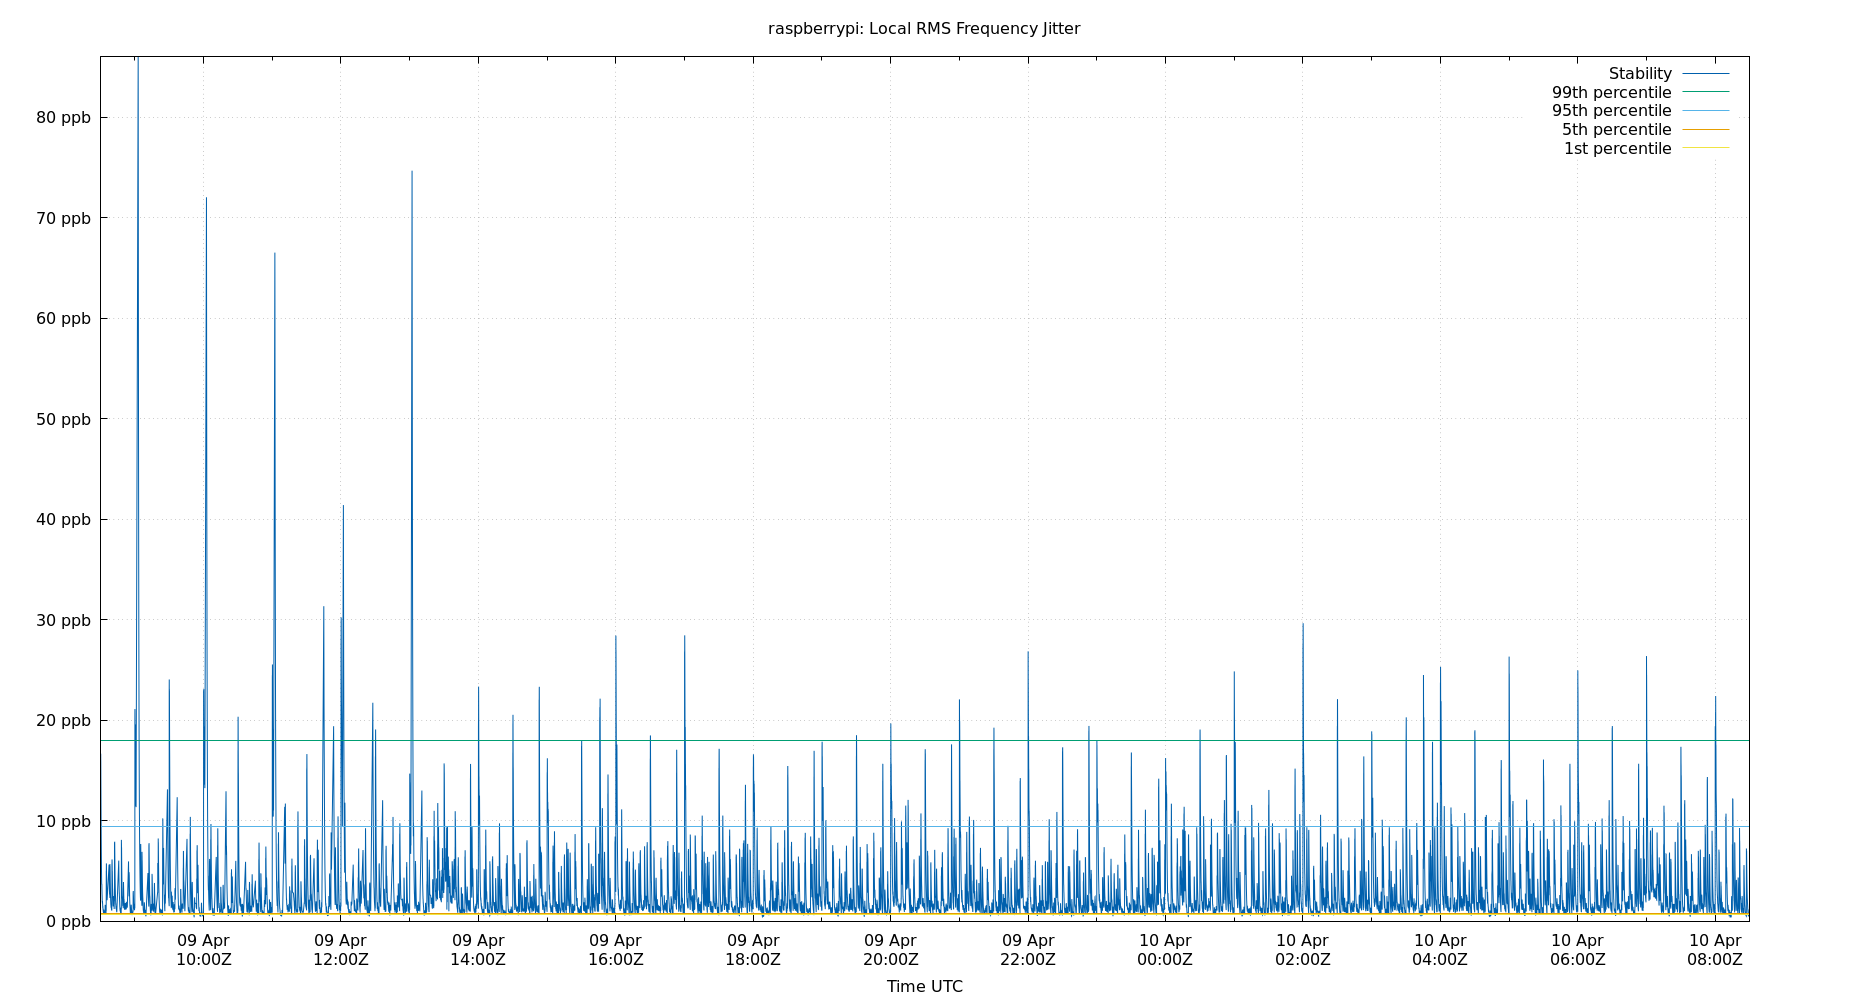 raspberrypi: Local RMS Frequency Jitter
Stability
99th percentile
95th percentile
5th percentile
1st percentile
80 ppb
70 ppb
60 ppb
50 ppb
40 ppb
30 ppb
20 ppb
10 ppb
0 ppb
09 Apr 09 Apr 09 Apr 09 Apr 09 Apr 09 Apr 09 Apr 10 Apr 10 Apr 10 Apr 10 Apr 10 Apr
10:00Z 12:00Z 14:00Z 16:00Z 18:00Z 20:00Z 22:00Z 00:00Z 02:00Z 04:00Z 06:00Z 08:00Z
Time UTC